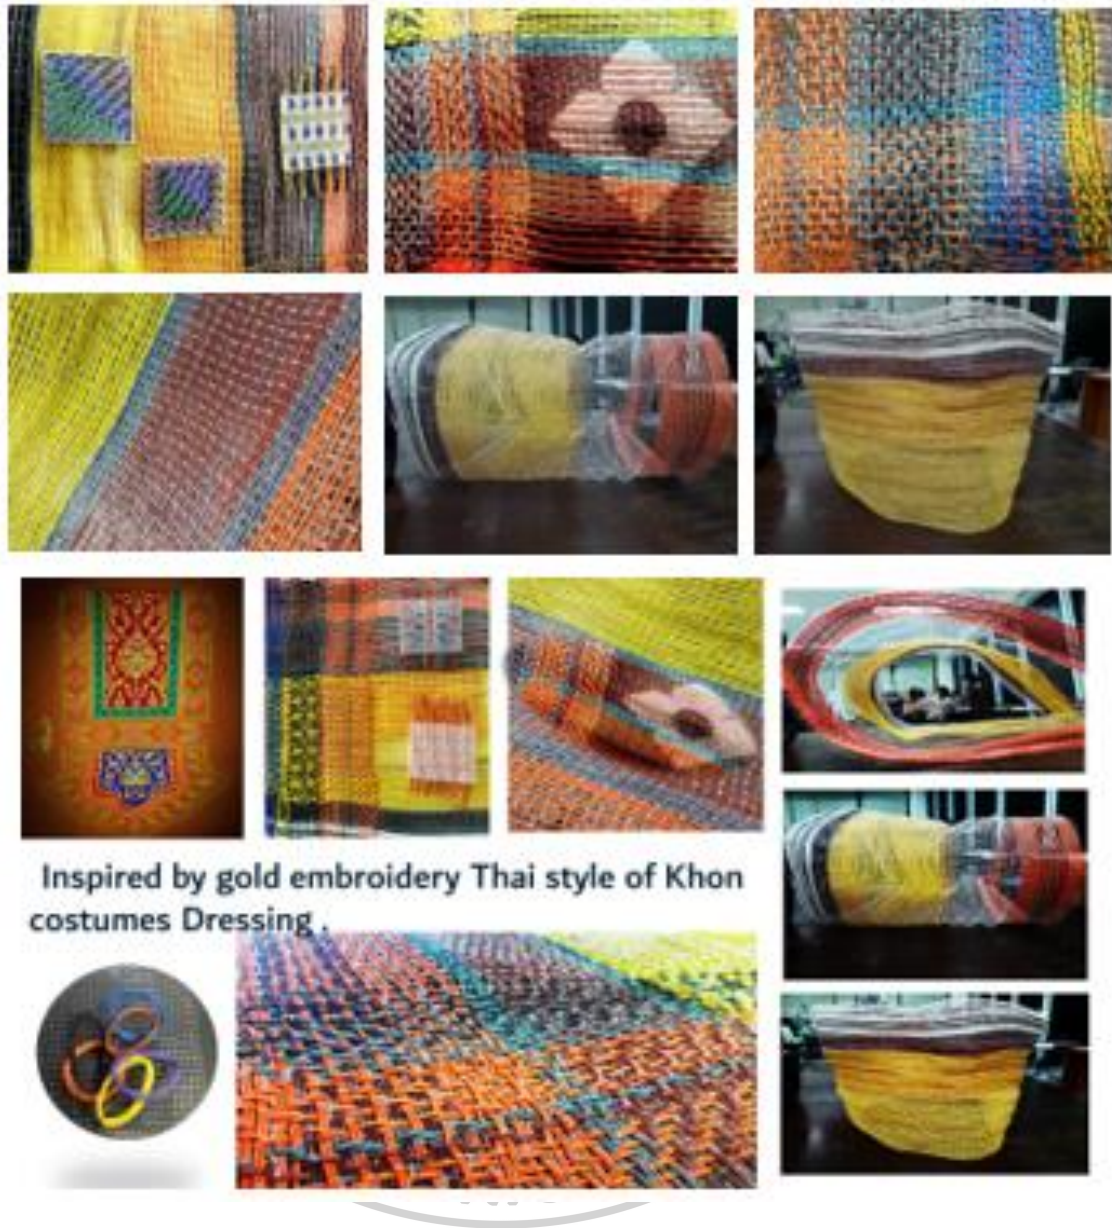 Inspired by gold embroidery Thai style of Khon
costumes Dressing .